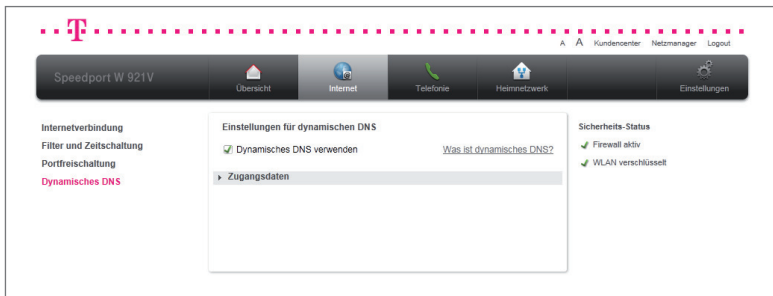 T
A A Kundencenter Netzmanager Logout
Speedport W 921V
Übersicht
Internet
Telefonie
Heimnetzwerk
Einstellungen
Internetverbindung
Filter und Zeitschaltung
Portfreischaltung
Dynamisches DNS
Einstellungen für dynamischen DNS
Dynamisches DNS verwenden
Was ist dynamisches DNS?
Zugangsdaten
Sicherheits-Status
Firewall aktiv
WLAN verschlüsselt